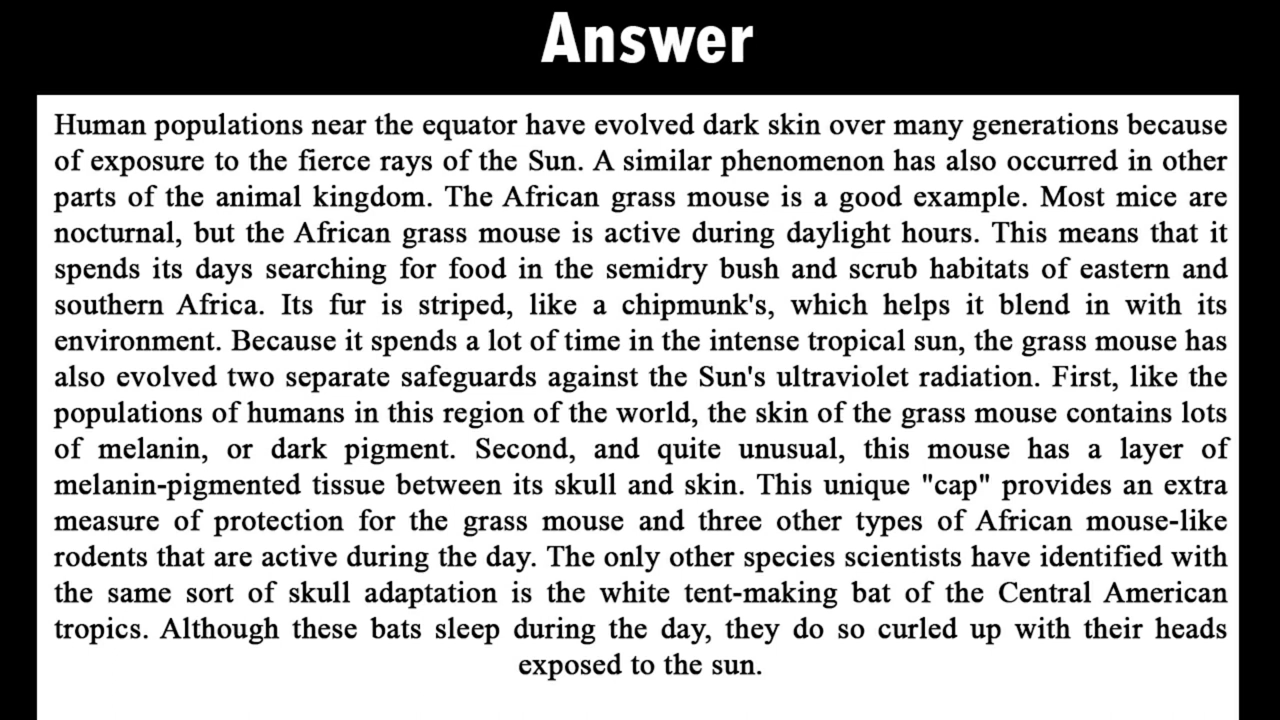 Answer
Human populations near the equator have evolved dark skin over many generations because
of exposure to the fierce rays of the Sun. A similar phenomenon has also occurred in other
parts of the animal kingdom. The African grass mouse is a good example. Most mice are
nocturnal, but the African grass mouse is active during daylight hours. This means that it
spends its days searching for food in the semidry bush and scrub habitats of eastern and
southern Africa. Its fur is striped, like a chipmunk's, which helps it blend in with its
environment. Because it spends a lot of time in the intense tropical sun, the grass mouse has
also evolved two separate safeguards against the Sun's ultraviolet radiation. First, like the
populations of humans in this region of the world, the skin of the grass mouse contains lots
of melanin, or dark pigment. Second, and quite unusual, this mouse has a layer of
melanin-pigmented tissue between its skull and skin. This unique "cap" provides an extra
measure of protection for the grass mouse and three other types of African mouse-like
rodents that are active during the day. The only other species scientists have identified with
the same sort of skull adaptation is the white tent-making bat of the Central American
tropics. Although these bats sleep during the day, they do so curled up with their heads
exposed to the sun.